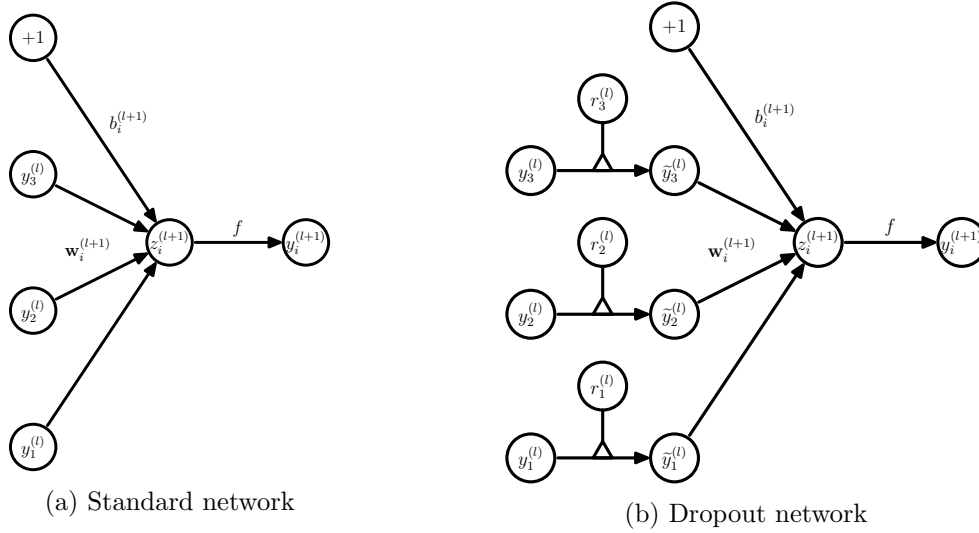 +1
b_i^{(l+1)}
y_3^{(l)}
w_i^{(l+1)}
z_i^{(l+1)}
f
y_i^{(l+1)}
y_2^{(l)}
y_1^{(l)}
(a) Standard network
+1
b_i^{(l+1)}
r_3^{(l)}
y_3^{(l)}
ỹ_3^{(l)}
r_2^{(l)}
w_i^{(l+1)}
z_i^{(l+1)}
f
y_i^{(l+1)}
y_2^{(l)}
ỹ_2^{(l)}
r_1^{(l)}
y_1^{(l)}
ỹ_1^{(l)}
(b) Dropout network